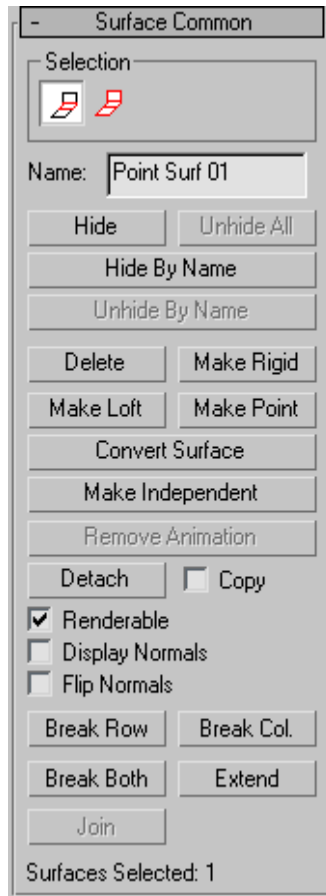 - Surface Common
Selection
Name: Point Surf 01
Hide Unhide All
Hide By Name
Unhide By Name
Delete Make Rigid
Make Loft Make Point
Convert Surface
Make Independent
Remove Animation
Detach Copy
Renderable
Display Normals
Flip Normals
Break Row Break Col.
Break Both Extend
Join
Surfaces Selected: 1